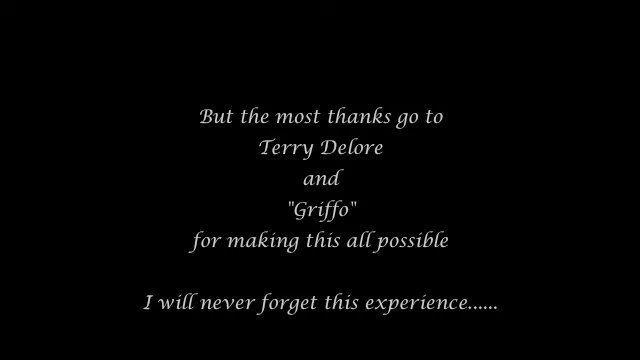 But the most thanks go to
Terry Delore
and
"Griffo"
for making this all possible
I will never forget this experience......